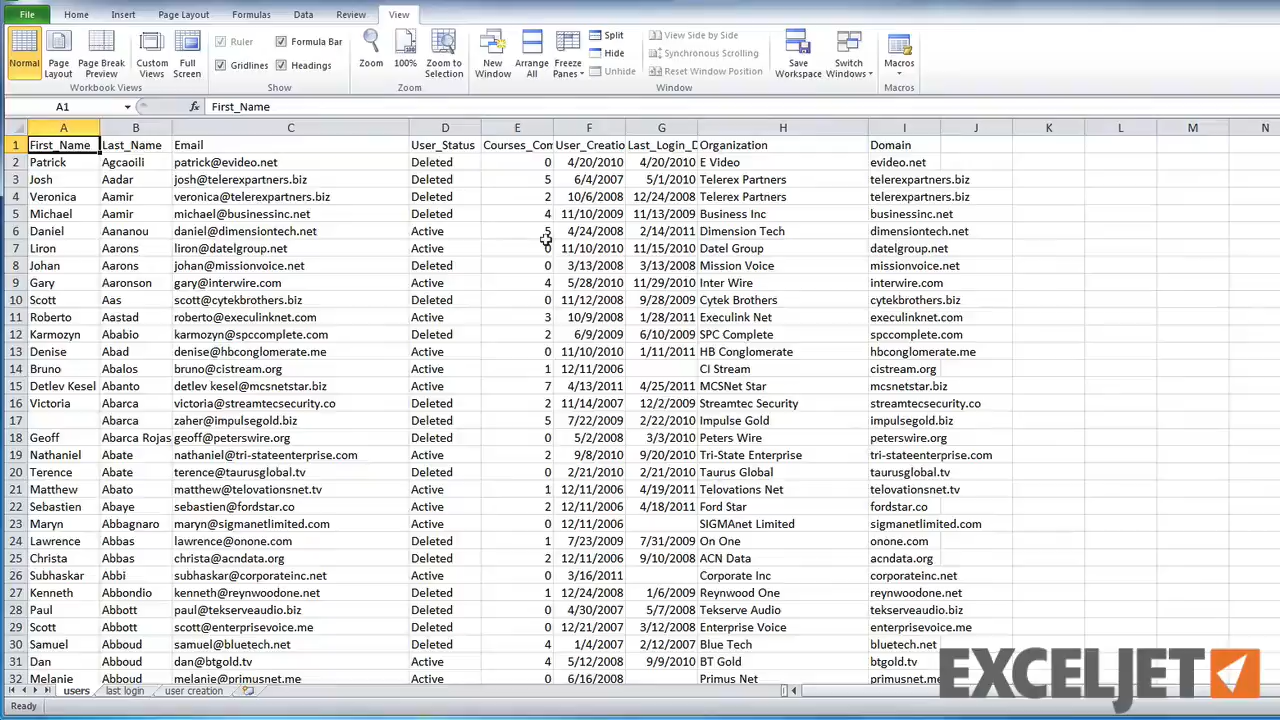 File Home Insert Page Layout Formulas Data Review View
Normal Page Layout Page Break Preview Custom Views Full Screen
Workbook Views
Ruler Formula Bar
Gridlines Headings
Show
Zoom 100% Zoom to Selection
Zoom
New Window Arrange All Freeze Panes
Split
Hide
Unhide
View Side by Side
Synchronous Scrolling
Reset Window Position
Save Workspace Switch Windows
Window
Macros
Macros
A1 fx First_Name
A B C D E F G H I J K L M N
1 First_Name Last_Name Email User_Status Courses_Com User_Creatio Last_Login_D Organization Domain
2 Patrick Agcaoili patrick@evideo.net Deleted 0 4/20/2010 4/20/2010 E Video evideo.net
3 Josh Aadar josh@telerexpartners.biz Deleted 5 6/4/2007 5/1/2010 Telerex Partners telerexpartners.biz
4 Veronica Aamir veronica@telerexpartners.biz Deleted 2 10/6/2008 12/24/2008 Telerex Partners telerexpartners.biz
5 Michael Aamir michael@businessinc.net Deleted 4 11/10/2009 11/13/2009 Business Inc businessinc.net
6 Daniel Aananou daniel@dimensiontech.net Active 5 4/24/2008 2/14/2011 Dimension Tech dimensiontech.net
7 Liron Aarons liron@datelgroup.net Active 0 11/10/2010 11/15/2010 Datel Group datelgroup.net
8 Johan Aarons johan@missionvoice.net Deleted 0 3/13/2008 3/13/2008 Mission Voice missionvoice.net
9 Gary Aaronson gary@interwire.com Active 4 5/28/2010 11/29/2010 Inter Wire interwire.com
10 Scott Aas scott@cytekbrothers.biz Deleted 0 11/12/2008 9/28/2009 Cytek Brothers cytekbrothers.biz
11 Roberto Aastad roberto@execulinknet.com Active 3 10/9/2008 1/28/2011 Execulink Net execulinknet.com
12 Karmozyn Ababio karmozyn@spccomplete.com Deleted 2 6/9/2009 6/10/2009 SPC Complete spccomplete.com
13 Denise Abad denise@hbconglomerate.me Active 0 11/10/2010 1/11/2011 HB Conglomerate hbconglomerate.me
14 Bruno Abalos bruno@cistream.org Active 1 12/11/2006 CI Stream cistream.org
15 Detlev Kesel Abanto detlev kesel@mcsnetstar.biz Active 7 4/13/2011 4/25/2011 MCSNet Star mcsnetstar.biz
16 Victoria Abarca victoria@streamtecsecurity.co Deleted 2 11/14/2007 12/2/2009 Streamtec Security streamtecsecurity.co
17 Abarca zaher@impulsegold.biz Deleted 5 7/22/2009 2/22/2010 Impulse Gold impulsegold.biz
18 Geoff Abarca Rojas geoff@peterswire.org Deleted 0 5/2/2008 3/3/2010 Peters Wire peterswire.org
19 Nathaniel Abate nathaniel@tri-stateenterprise.com Active 2 9/8/2010 9/20/2010 Tri-State Enterprise tri-stateenterprise.com
20 Terence Abate terence@taurusglobal.tv Deleted 0 2/21/2010 2/21/2010 Taurus Global taurusglobal.tv
21 Matthew Abato matthew@telovationsnet.tv Active 1 12/11/2006 4/19/2011 Telovations Net telovationsnet.tv
22 Sebastien Abaye sebastien@fordstar.co Active 2 12/11/2006 4/18/2011 Ford Star fordstar.co
23 Maryn Abbagnaro maryn@sigmanetlimited.com Active 0 12/11/2006 SIGMAnet Limited sigmanetlimited.com
24 Lawrence Abbas lawrence@onone.com Deleted 1 7/23/2009 7/31/2009 On One onone.com
25 Christa Abbas christa@acndata.org Deleted 2 12/11/2006 9/10/2008 ACN Data acndata.org
26 Subhaskar Abbi subhaskar@corporateinc.net Active 0 3/16/2011 Corporate Inc corporateinc.net
27 Kenneth Abbondio kenneth@reynwoodone.net Deleted 1 12/24/2008 1/6/2009 Reynwood One reynwoodone.net
28 Paul Abbott paul@tekserveaudio.biz Deleted 0 4/30/2007 5/7/2008 Tekserve Audio tekserveaudio.biz
29 Scott Abbott scott@enterprisevoice.me Deleted 0 12/21/2007 3/12/2008 Enterprise Voice enterprisevoice.me
30 Samuel Abboud samuel@bluetech.net Deleted 4 1/4/2007 2/12/2007 Blue Tech bluetech.net
31 Dan Abboud dan@btgold.tv Active 4 5/12/2008 9/9/2010 BT Gold btgold.tv
32 Melanie Abboud melanie@primusnet.me Active 0 6/16/2008 Primus Net primusnet.me
users last login user creation
Ready
EXCELJET